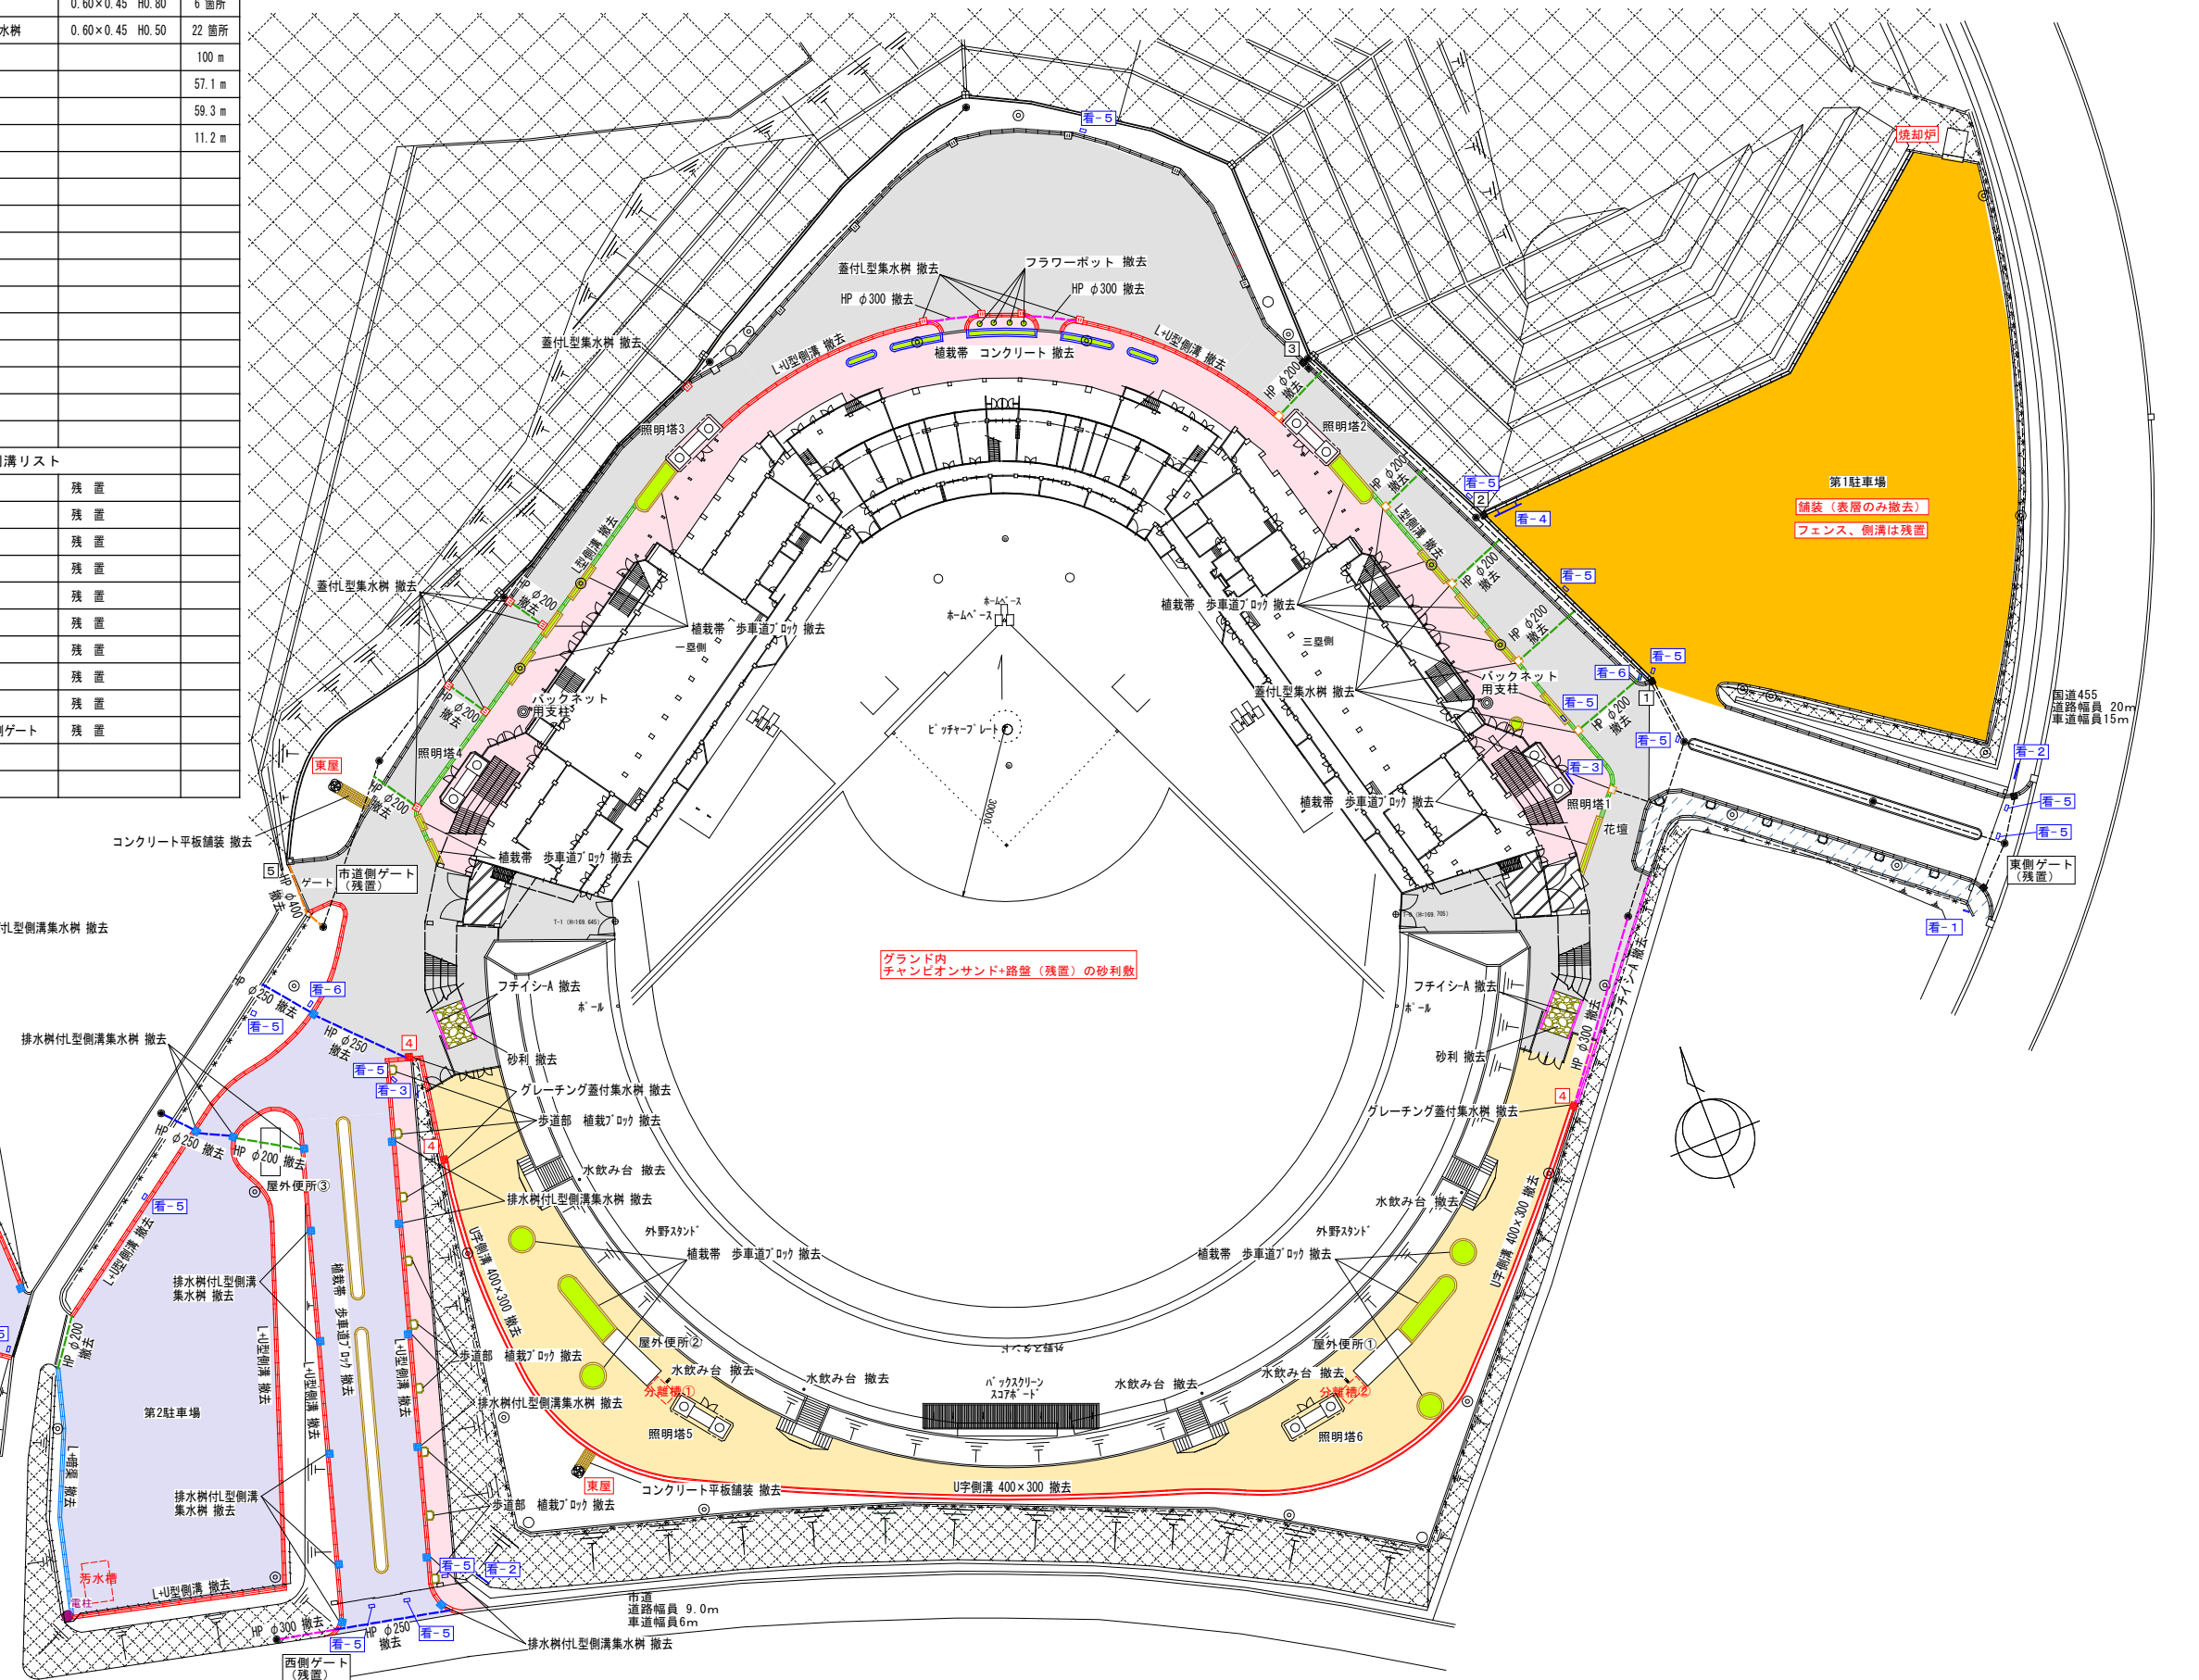 0.60×0.45 H0.80 6 箇所
水桝 0.60×0.45 H0.50 22 箇所
100 m
57.1 m
59.3 m
11.2 m
溝リスト
残 置
残 置
残 置
残 置
残 置
残 置
残 置
残 置
残 置
側ゲート 残 置
看-5
焼却炉
蓋付L型集水桝 撤去
フラワーポット 撤去
HP φ300 撤去
HP φ300 撤去
蓋付L型集水桝 撤去
L+U型側溝 撤去
植栽帯 コンクリート 撤去
L+U型側溝 撤去
3
HP φ200
撤去
照明塔3
照明塔2
HP φ200
撤去
看-5
2
看-4
第1駐車場
舗装(表層のみ撤去)
フェンス、側溝は残置
L型側溝 撤去
L型側溝 撤去
HP φ200
撤去
看-5
蓋付L型集水桝 撤去
HP φ200
撤去
植栽帯 歩車道ブロック 撤去
一塁側
ホームベース
ホームベース
植栽帯 歩車道ブロック 撤去
三塁側
HP φ200
撤去
看-5
看-6
1
バックネット
用支柱
バックネット
用支柱
蓋付L型集水桝 撤去
看-5
HP φ200
撤去
HP φ200
撤去
国道455
道路幅員 20m
車道幅員15m
ピッチャープレート
看-5
看-2
照明塔4
東屋
HP φ200
撤去
看-3
植栽帯 歩車道ブロック 撤去
照明塔1
看-5
30000
花壇
看-5
コンクリート平板舗装 撤去
植栽帯 歩車道ブロック 撤去
5
ゲート
市道側ゲート
(残置)
東側ゲート
(残置)
HP φ400
撤去
T-1 (H=169.645)
看-1
付L型側溝集水桝 撤去
グランド内
チャンピオンサンド+路盤(残置)の砂利敷
フチイシ-A 撤去
HP φ250 撤去
看-6
看-5
フチイシ-A 撤去
ポール
フチイシ-A 撤去
ポール
HP φ300 撤去
排水桝付L型側溝集水桝 撤去
HP φ250
撤去
4
砂利 撤去
砂利 撤去
看-5
看-3
グレーチング蓋付集水桝 撤去
4
グレーチング蓋付集水桝 撤去
歩道部 植栽ブロック 撤去
HP φ250 撤去
HP φ200 撤去
4
水飲み台 撤去
屋外便所③
排水桝付L型側溝集水桝 撤去
水飲み台 撤去
看-5
外野スタンド
外野スタンド
L+U型側溝 撤去
U字側溝 400×300 撤去
植栽帯 歩車道ブロック 撤去
植栽帯 歩車道ブロック 撤去
U字側溝 400×300 撤去
排水桝付L型側溝
集水桝 撤去
植栽帯 歩車道ブロック 撤去
5
HP φ200
撤去
屋外便所②
屋外便所①
L+U型側溝 撤去
L+U型側溝 撤去
L+U型側溝 撤去
歩道部 植栽ブロック 撤去
水飲み台 撤去
水飲み台 撤去
水飲み台 撤去
水飲み台 撤去
分離槽①
分離槽②
バックスクリーン
スコアボード
第2駐車場
排水桝付L型側溝集水桝 撤去
照明塔5
照明塔6
L+暗渠 撤去
東屋
コンクリート平板舗装 撤去
U字側溝 400×300 撤去
排水桝付L型側溝
集水桝 撤去
歩道部 植栽ブロック 撤去
汚水槽
電柱
L+U型側溝 撤去
看-5
看-2
市道
道路幅員 9.0m
車道幅員6m
HP φ300 撤去
看-5
HP φ250
撤去
看-5
排水桝付L型側溝集水桝 撤去
西側ゲート
(残置)